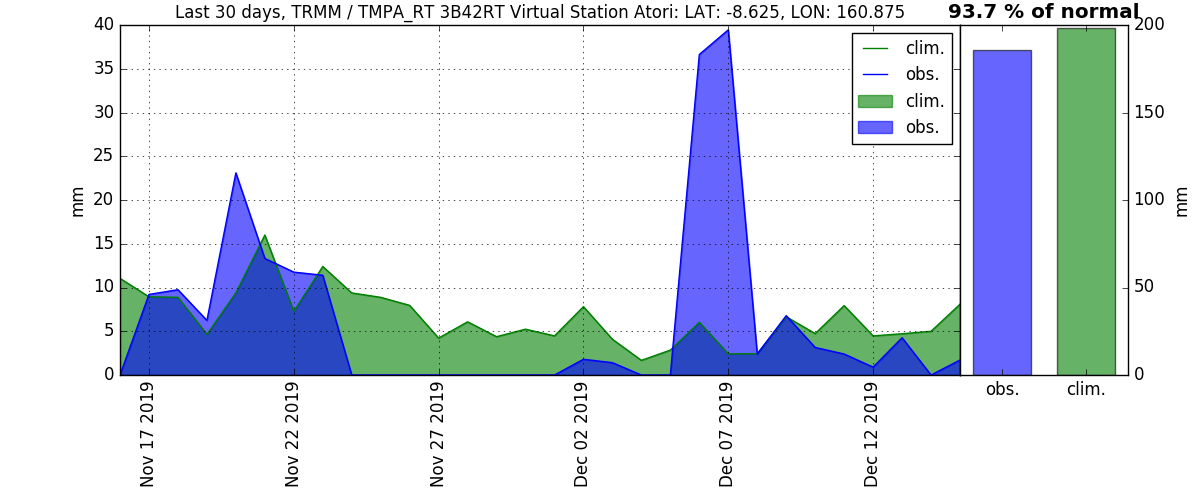 Last 30 days, TRMM / TMPA_RT 3B42RT Virtual Station Atori: LAT: -8.625, LON: 160.875
93.7 % of normal
40
35
30
25
20
15
10
5
0
mm
clim.
obs.
clim.
obs.
200
150
100
50
0
mm
obs.
clim.
Nov 17 2019
Nov 22 2019
Nov 27 2019
Dec 02 2019
Dec 07 2019
Dec 12 2019